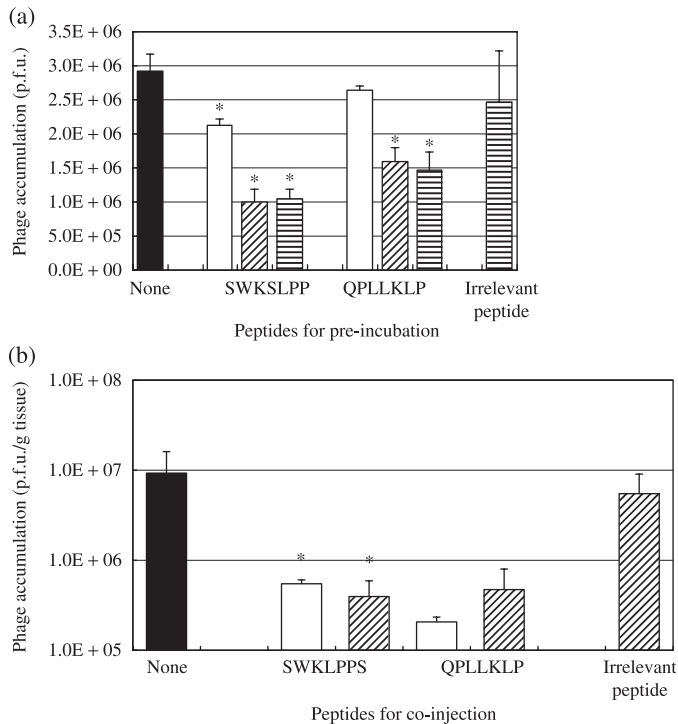 (a)
Phage accumulation (p.f.u.)
3.5E + 06
3.0E + 06
2.5E + 06
2.0E + 06
1.5E + 06
1.0E + 06
5.0E + 05
0.0E + 00
*
* *
* *
None SWKSLPP QPLLKLP Irrelevant
peptide
Peptides for pre-incubation
(b)
Phage accumulation (p.f.u./g tissue)
1.0E + 08
1.0E + 07
1.0E + 06
1.0E + 05
* *
None SWKLPPS QPLLKLP Irrelevant
peptide
Peptides for co-injection